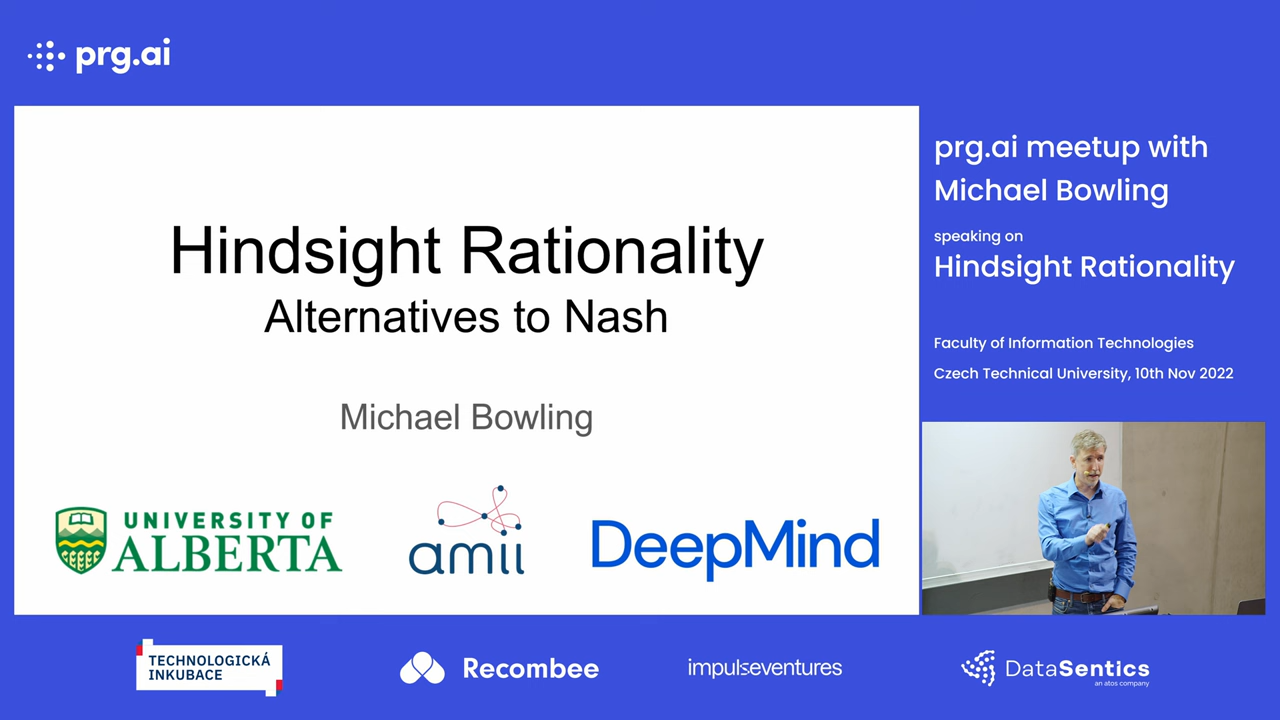 prg.ai
Hindsight Rationality
Alternatives to Nash
Michael Bowling
UNIVERSITY OF
ALBERTA
amii
DeepMind
prg.ai meetup with
Michael Bowling
speaking on
Hindsight Rationality
Faculty of Information Technologies
Czech Technical University, 10th Nov 2022
TECHNOLOGICKÁ
INKUBACE
Recombee
impulseventures
DataSentics
an atos company